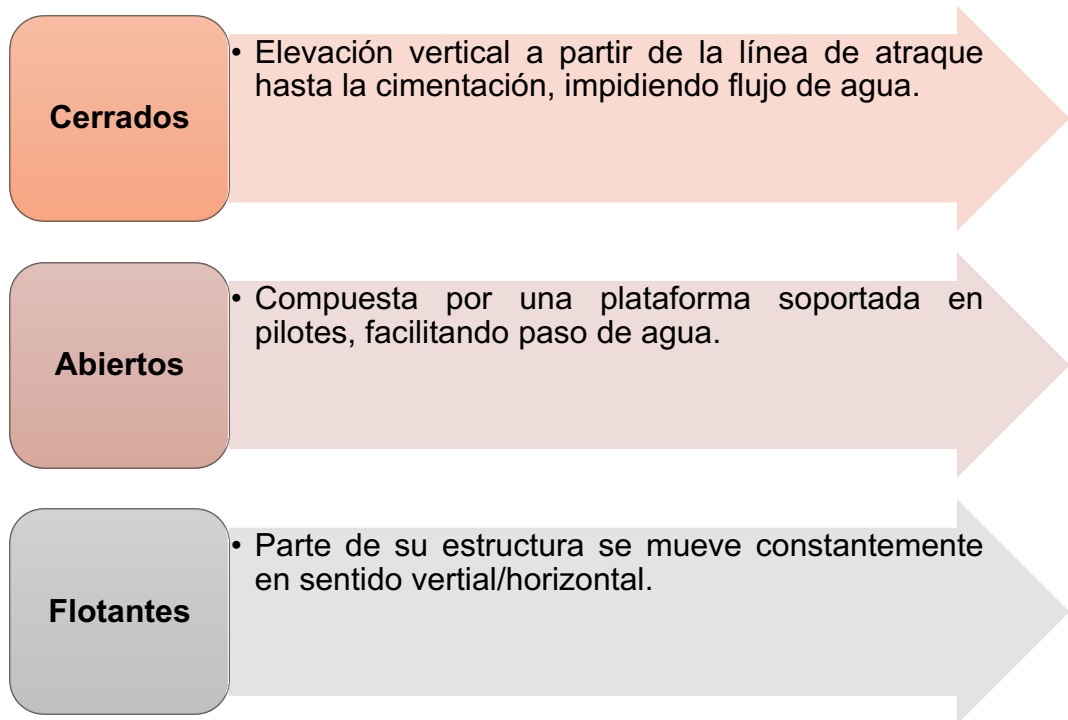 Cerrados
• Elevación vertical a partir de la línea de atraque
hasta la cimentación, impidiendo flujo de agua.
Abiertos
• Compuesta por una plataforma soportada en
pilotes, facilitando paso de agua.
Flotantes
• Parte de su estructura se mueve constantemente
en sentido vertial/horizontal.